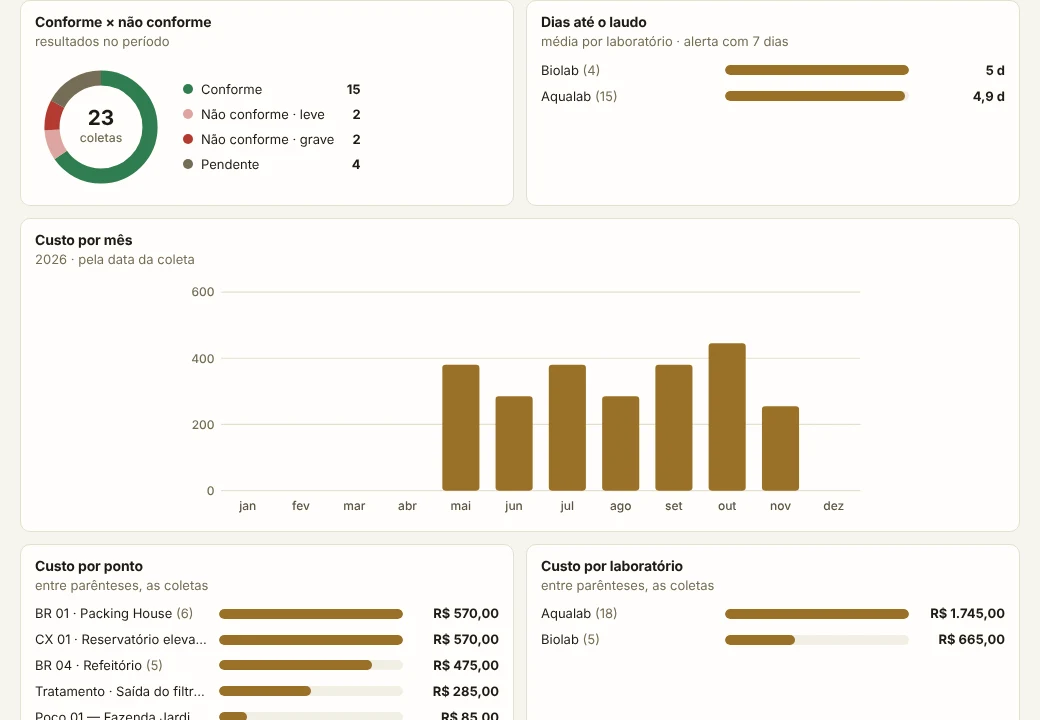 Conforme × não conforme
resultados no período
23
coletas
Conforme 15
Não conforme · leve 2
Não conforme · grave 2
Pendente 4
Dias até o laudo
média por laboratório · alerta com 7 dias
Biolab (4) 5 d
Aqualab (15) 4,9 d
Custo por mês
2026 · pela data da coleta
600
400
200
0
jan fev mar abr mai jun jul ago set out nov dez
Custo por ponto
entre parênteses, as coletas
BR 01 · Packing House (6) R$ 570,00
CX 01 · Reservatório eleva... R$ 570,00
BR 04 · Refeitório (5) R$ 475,00
Tratamento · Saída do filtr... R$ 285,00
Poço 01 — Fazenda Jardi... R$ 85,00
Custo por laboratório
entre parênteses, as coletas
Aqualab (18) R$ 1.745,00
Biolab (5) R$ 665,00